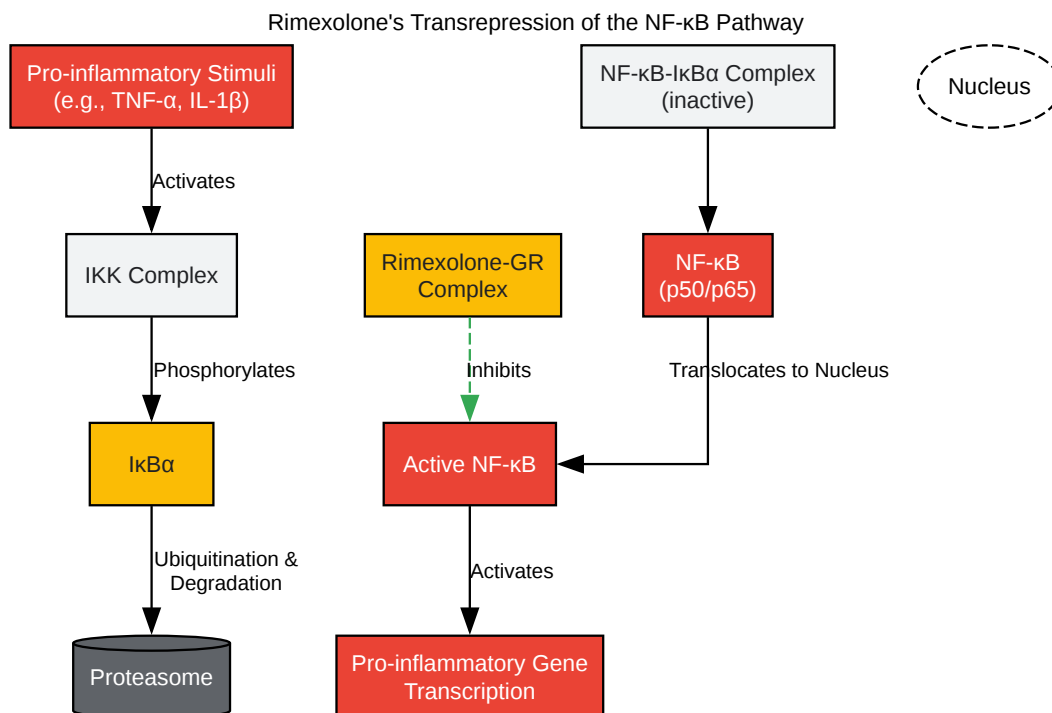 Rimexolone's Transrepression of the NF-κB Pathway
Pro-inflammatory Stimuli
(e.g., TNF-α, IL-1β)
NF-κB-IκBα Complex
(inactive)
Nucleus
Activates
IKK Complex
Rimexolone-GR
Complex
NF-κB
(p50/p65)
Phosphorylates
Inhibits
Translocates to Nucleus
IκBα
Active NF-κB
Ubiquitination &
Degradation
Activates
Proteasome
Pro-inflammatory Gene
Transcription